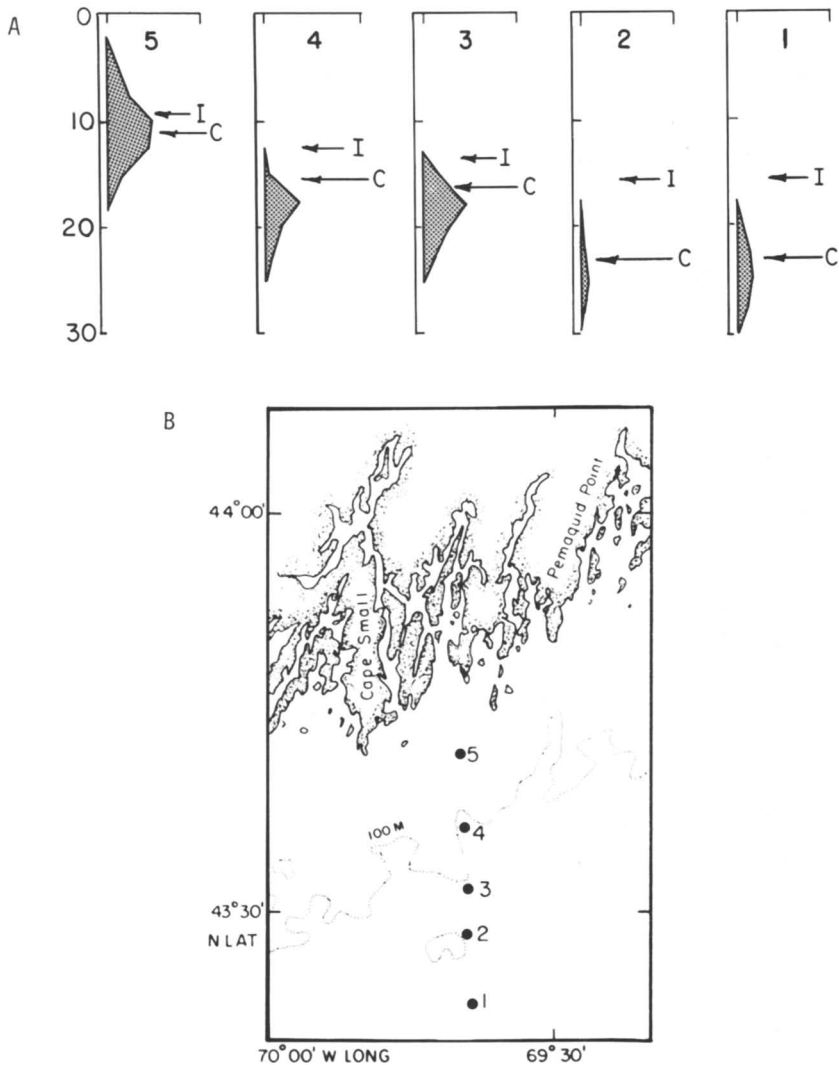 A
0
10
20
30
5
4
3
2
1
I
C
I
C
I
C
I
C
I
C
B
44°00'
43°30'
N LAT
Cape Small
Pemaquid Point
100 M
5
4
3
2
1
70°00' W LONG
69°30'